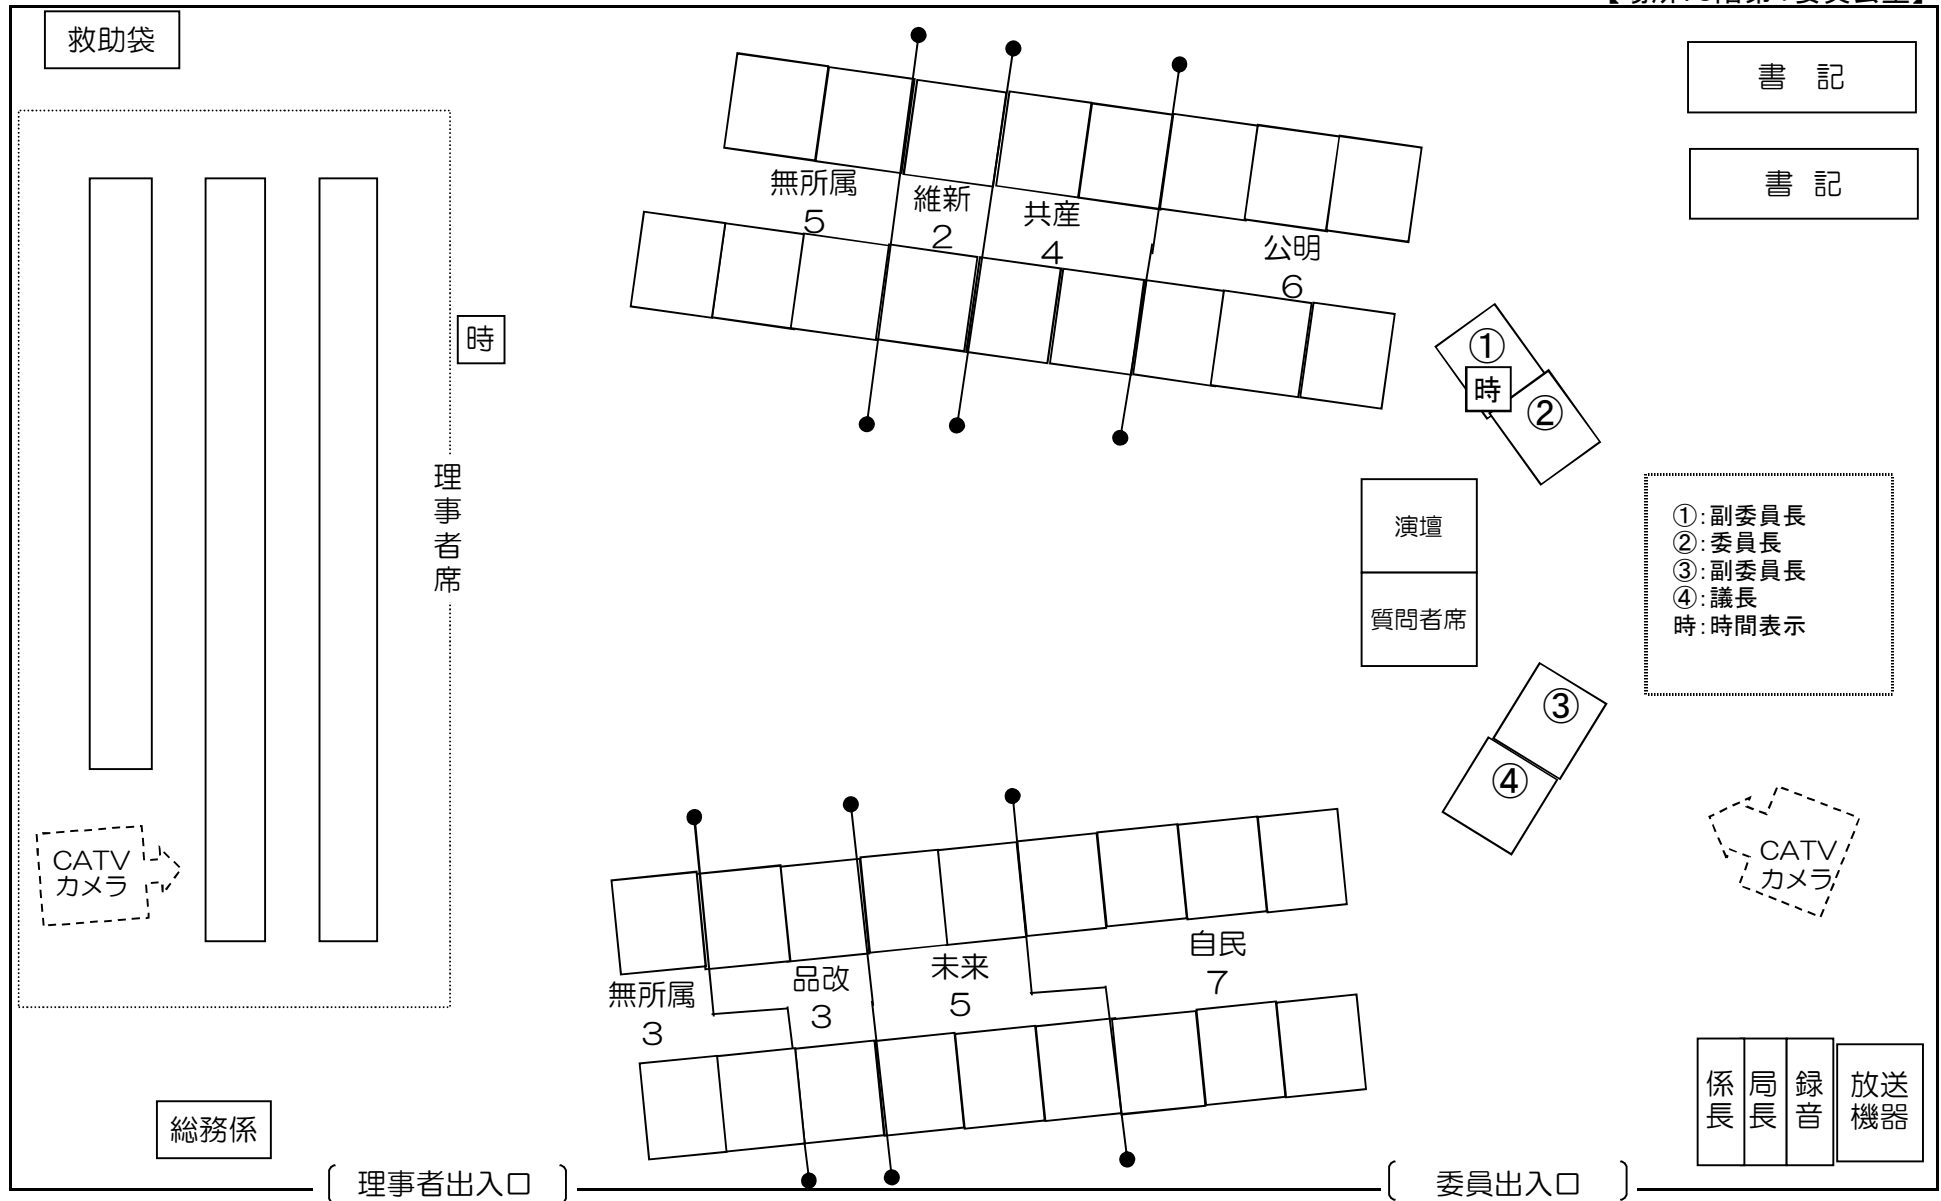 救助袋
書 記
書 記
無所属
5
維新
2
共産
4
公明
6
時
①
時
②
理事者席
演壇
質問者席
①：副委員長
②：委員長
③：副委員長
④：議長
時：時間表示
③
④
CATV
カメラ
CATV
カメラ
無所属
3
品改
3
未来
5
自民
7
係長
局長
録音
放送
機器
総務係
理事者出入口
委員出入口